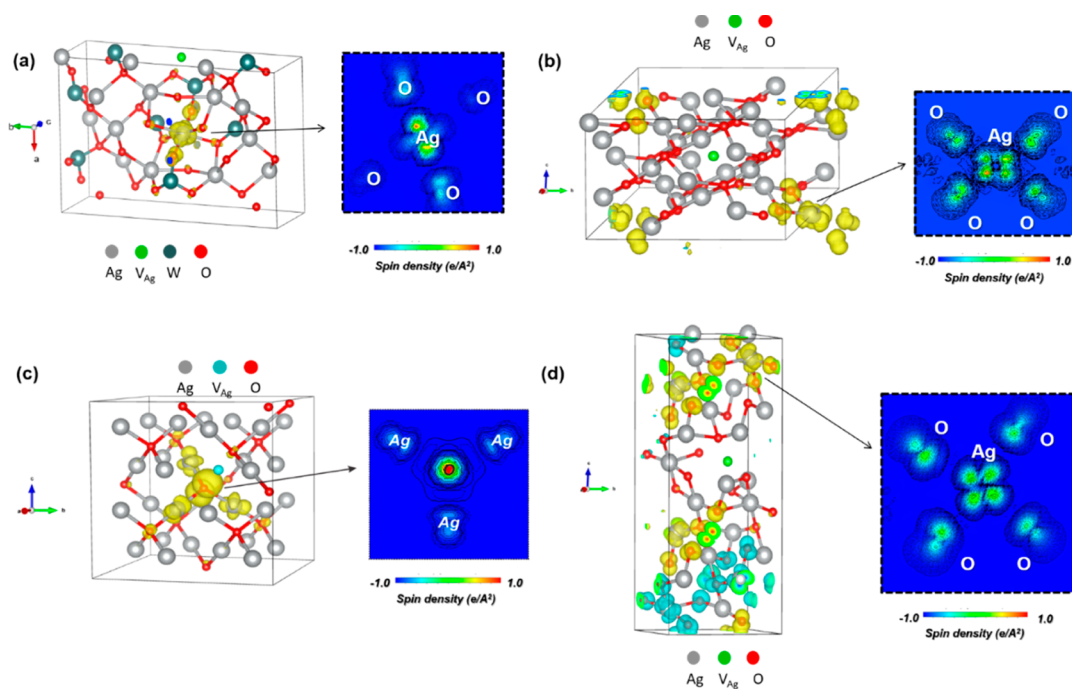 (a)
O
O
Ag
O
O
b
c
a
-1.0 1.0
Spin density (e/A²)
Ag V_Ag W O
Ag V_Ag O
(b)
O
O
Ag
O
O
b
-1.0 1.0
Spin density (e/A²)
(c)
Ag V_Ag O
Ag
Ag
Ag
c
a
b
-1.0 1.0
Spin density (e/A²)
(d)
O
O
Ag
O
O
c
b
-1.0 1.0
Spin density (e/A²)
Ag V_Ag O